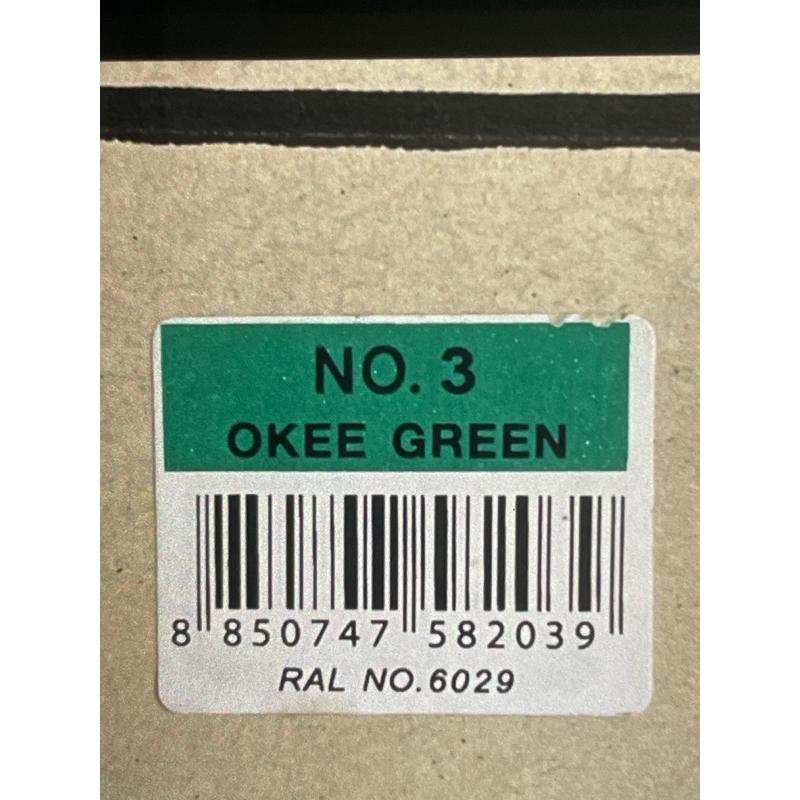 NO. 3
OKEE GREEN
8 850747 582039
RAL NO.6029